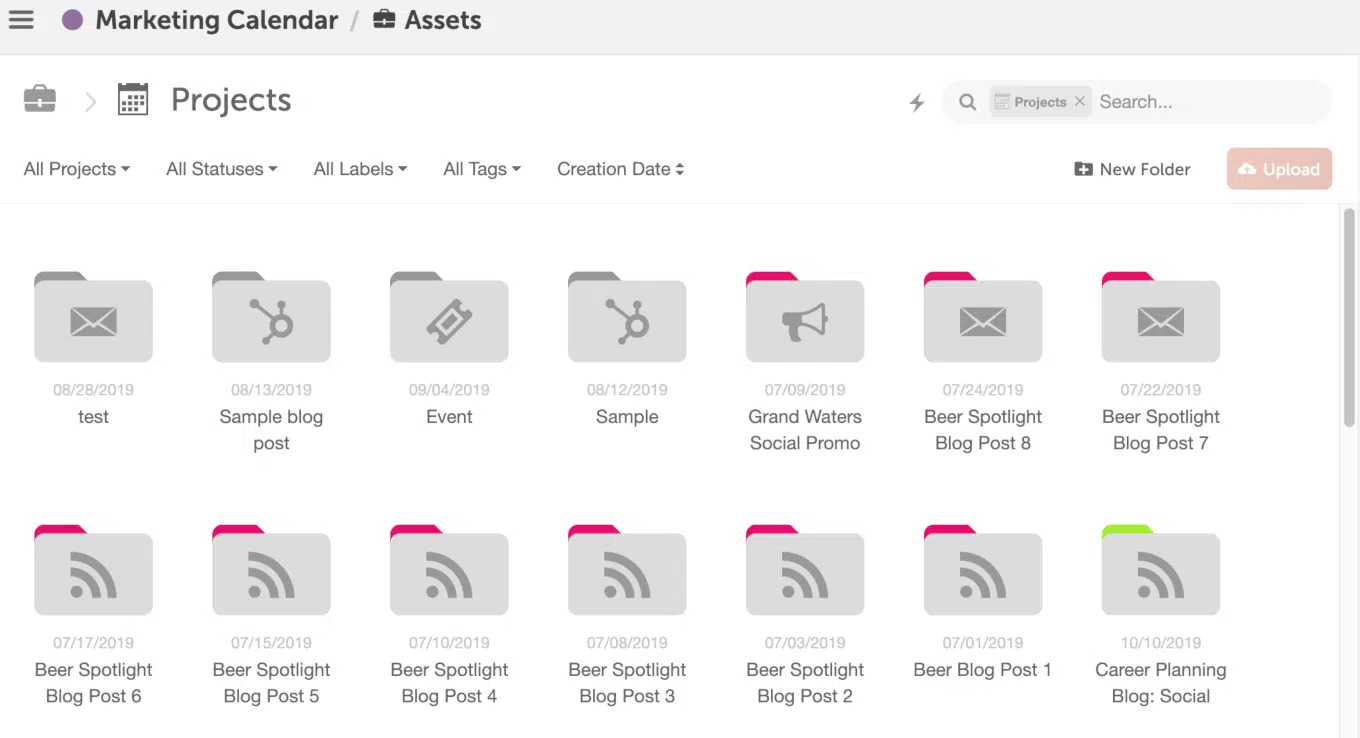 Marketing Calendar / Assets
Projects
Projects × Search...
All Projects All Statuses All Labels All Tags Creation Date
New Folder Upload
08/28/2019 08/13/2019 09/04/2019 08/12/2019 07/09/2019 07/24/2019 07/22/2019
test Sample blog Event Sample Grand Waters Beer Spotlight Beer Spotlight
post Social Promo Blog Post 8 Blog Post 7
07/17/2019 07/15/2019 07/10/2019 07/08/2019 07/03/2019 07/01/2019 10/10/2019
Beer Spotlight Beer Spotlight Beer Spotlight Beer Spotlight Beer Spotlight Beer Blog Post 1 Career Planning
Blog Post 6 Blog Post 5 Blog Post 4 Blog Post 3 Blog Post 2 Blog: Social